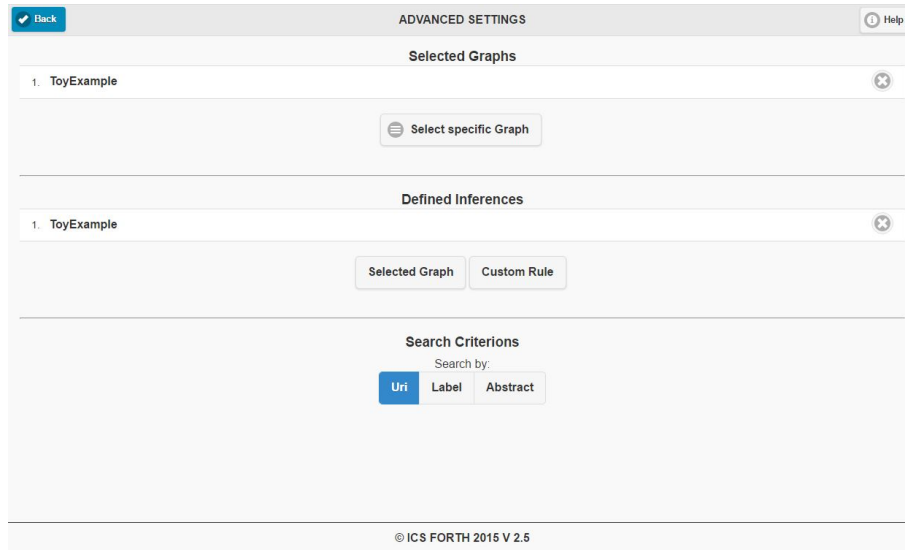 Back
ADVANCED SETTINGS
Help
Selected Graphs
1. ToyExample
Select specific Graph
Defined Inferences
1. ToyExample
Selected Graph
Custom Rule
Search Criterions
Search by:
Uri
Label
Abstract
© ICS FORTH 2015 V 2.5